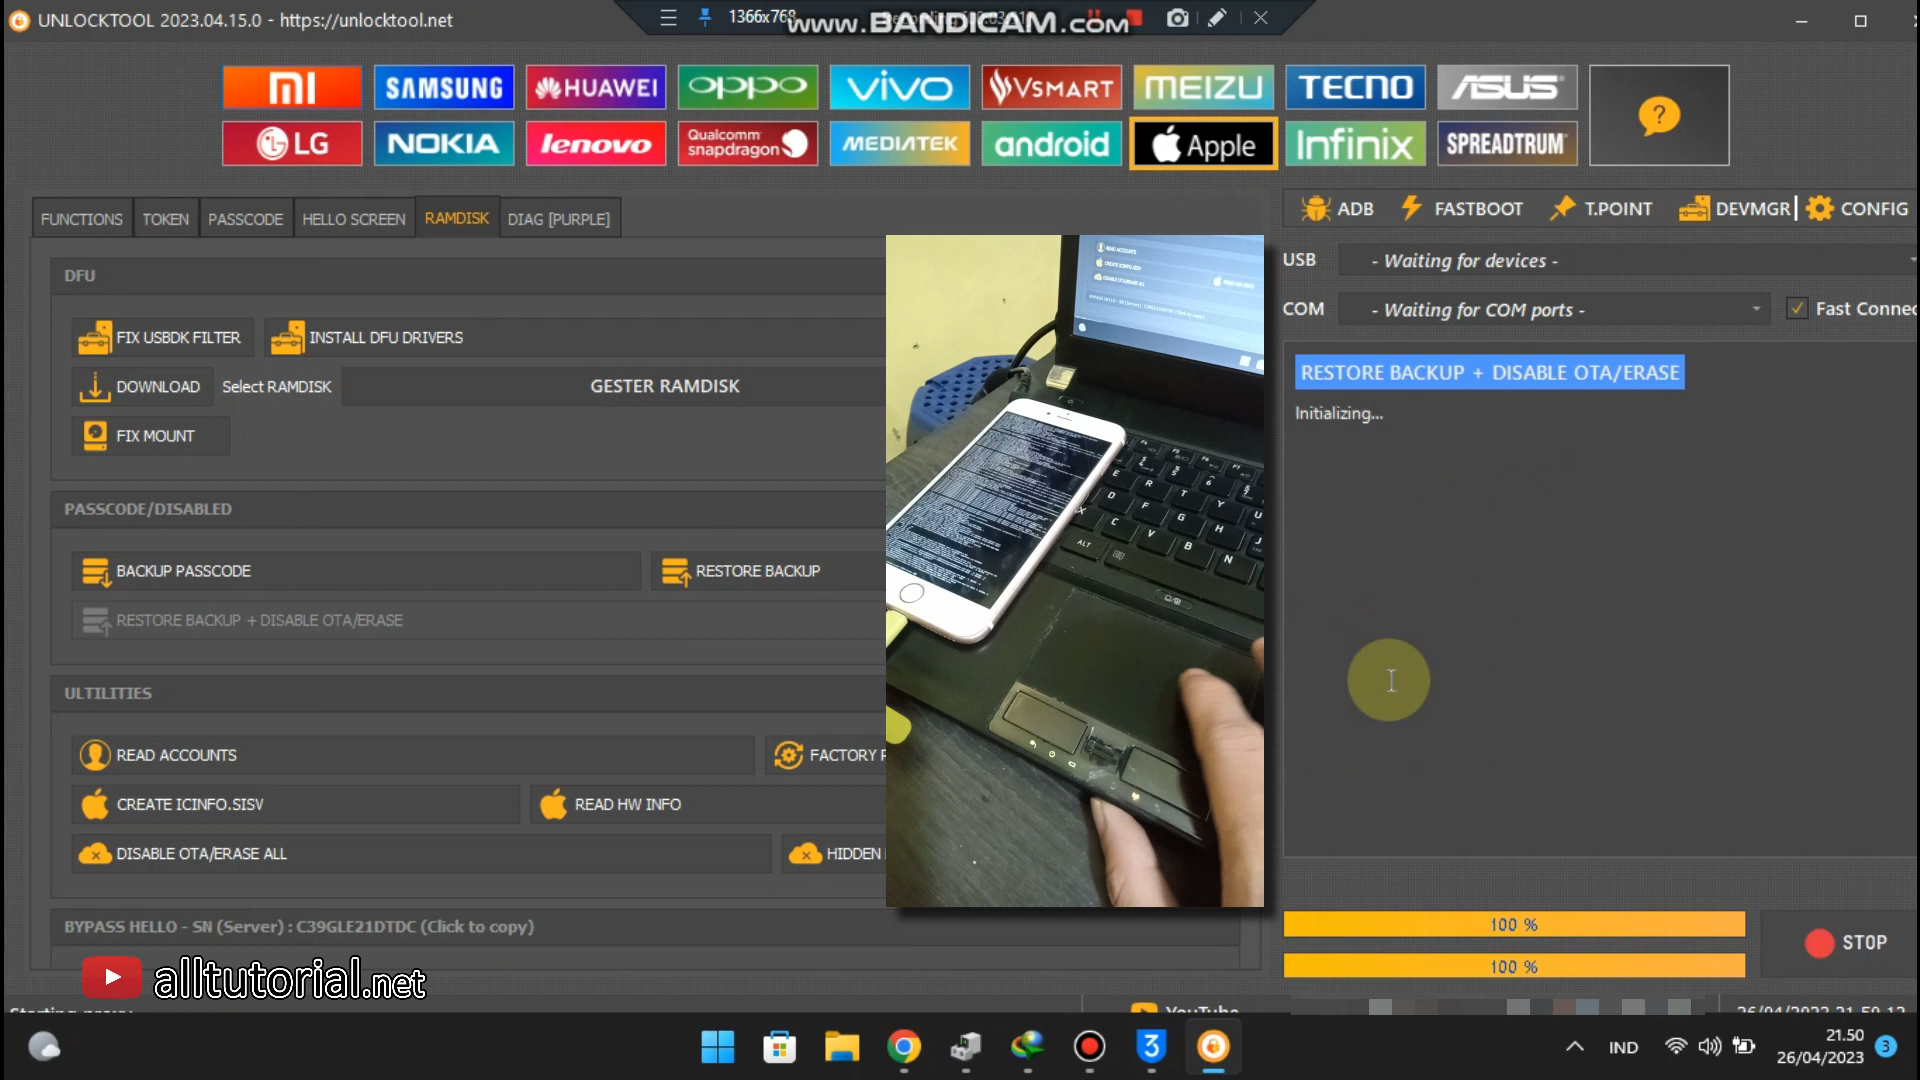 UNLOCKTOOL 2023.04.15.0 - https://unlocktool.net
1366x768
www.BANDICAM.com
mi
SAMSUNG
HUAWEI
oppo
vivo
VSMART
MEIZU
TECNO
ASUS
?
LG
NOKIA
lenovo
Qualcomm
snapdragon
MEDIATEK
android
Apple
Infinix
SPREADTRUM
FUNCTIONS
TOKEN
PASSCODE
HELLO SCREEN
RAMDISK
DIAG [PURPLE]
ADB
FASTBOOT
T.POINT
DEVMGR
CONFIG
DFU
FIX USBDK FILTER
INSTALL DFU DRIVERS
DOWNLOAD
Select RAMDISK
GESTER RAMDISK
FIX MOUNT
PASSCODE/DISABLED
BACKUP PASSCODE
RESTORE BACKUP
RESTORE BACKUP + DISABLE OTA/ERASE
ULTILITIES
READ ACCOUNTS
FACTORY
CREATE ICINFO.SISV
READ HW INFO
DISABLE OTA/ERASE ALL
HIDDEN
BYPASS HELLO - SN (Server) : C39GLE21DTDC (Click to copy)
USB
- Waiting for devices -
COM
- Waiting for COM ports -
Fast Connec
RESTORE BACKUP + DISABLE OTA/ERASE
Initializing...
100 %
100 %
STOP
alltutorial.net
YouTube
IND
21.50
26/04/2023
3